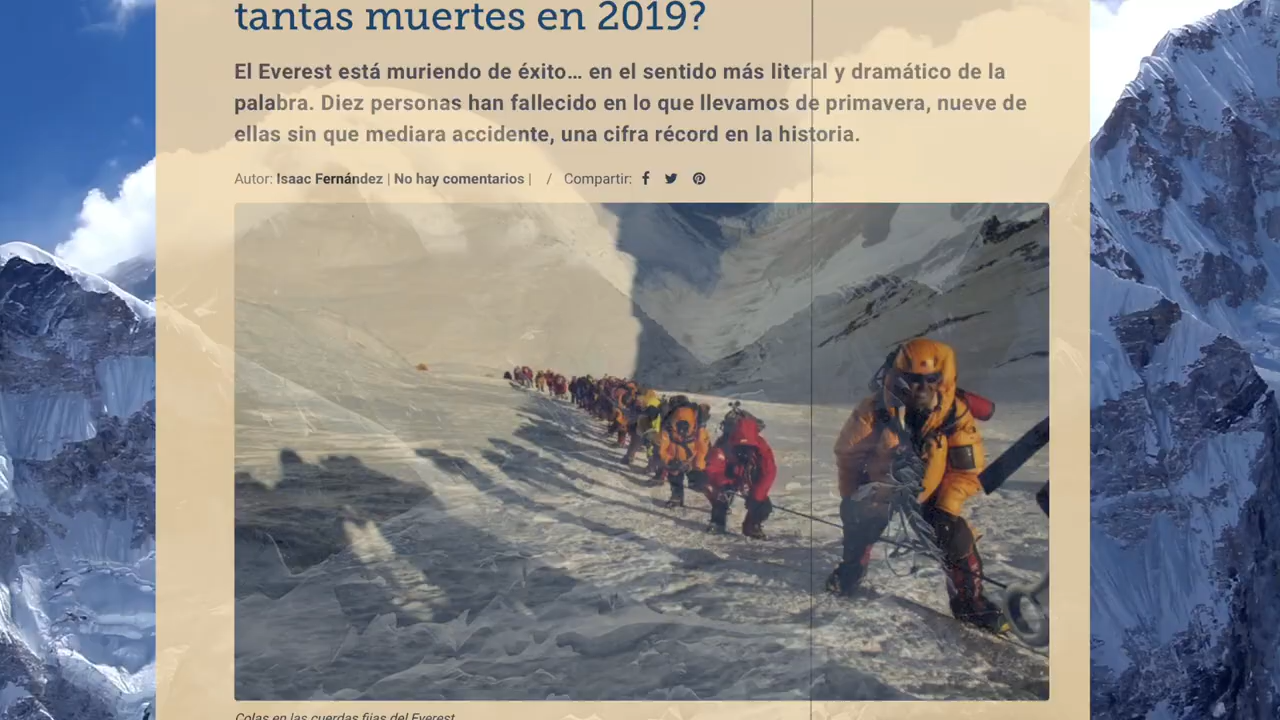 tantas muertes en 2019?
El Everest está muriendo de éxito… en el sentido más literal y dramático de la
palabra. Diez personas han fallecido en lo que llevamos de primavera, nueve de
ellas sin que mediara accidente, una cifra récord en la historia.
Autor: Isaac Fernández | No hay comentarios | / Compartir:
Colas en las cuerdas fijas del Everest